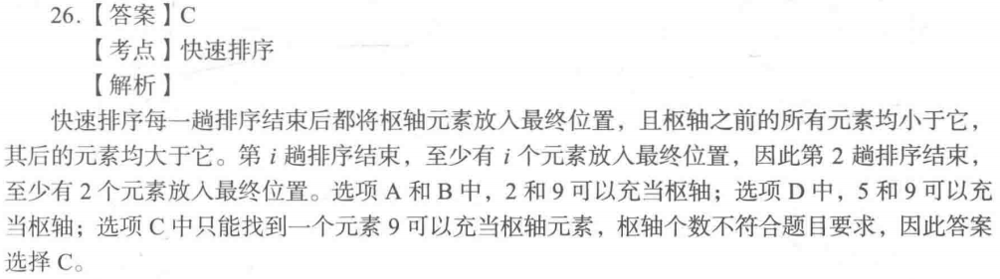 26.【答案】C
【考点】快速排序
【解析】
快速排序每一趟排序结束后都将枢轴元素放入最终位置，且枢轴之前的所有元素均小于它，
其后的元素均大于它。第 i 趟排序结束，至少有 i 个元素放入最终位置，因此第 2 趟排序结束，
至少有 2 个元素放入最终位置。选项 A 和 B 中，2 和 9 可以充当枢轴；选项 D 中，5 和 9 可以充
当枢轴；选项 C 中只能找到一个元素 9 可以充当枢轴元素，枢轴个数不符合题目要求，因此答案
选择 C。